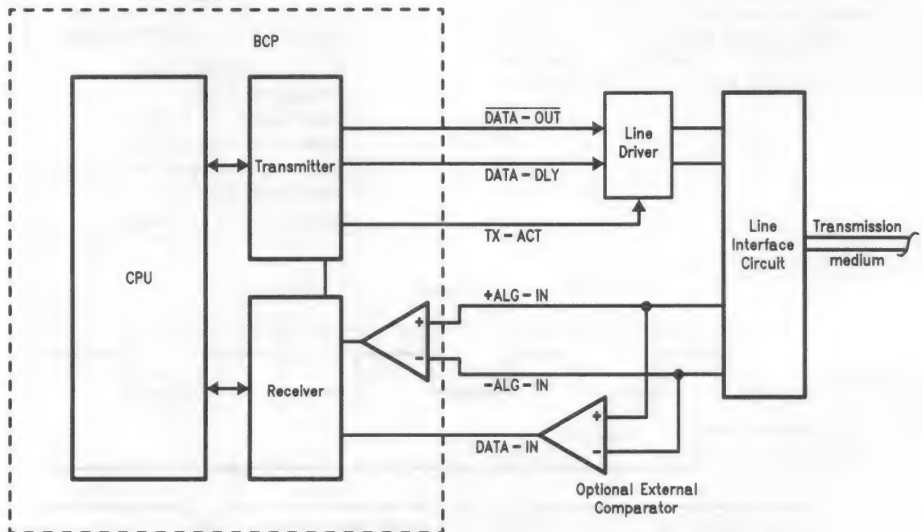 BCP
DATA-OUT
Line
Driver
Transmitter
DATA-DLY
TX-ACT
Transmission
medium
Line
Interface
Circuit
CPU
+ALG-IN
+
-
-ALG-IN
Receiver
+
-
DATA-IN
Optional External
Comparator